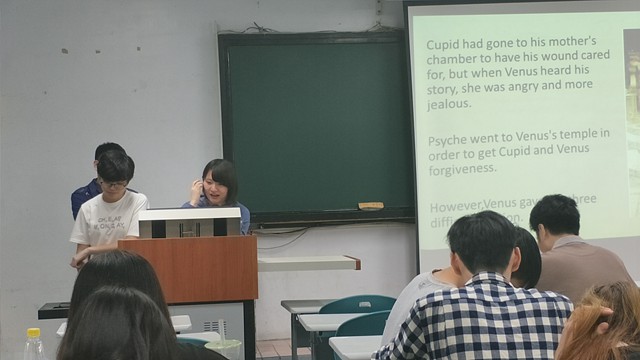 Cupid had gone to his mother's
chamber to have his wound cared
for, but when Venus heard his
story, she was angry and more
jealous.
Psyche went to Venus's temple in
order to get Cupid and Venus
forgiveness.
However,Venus hree